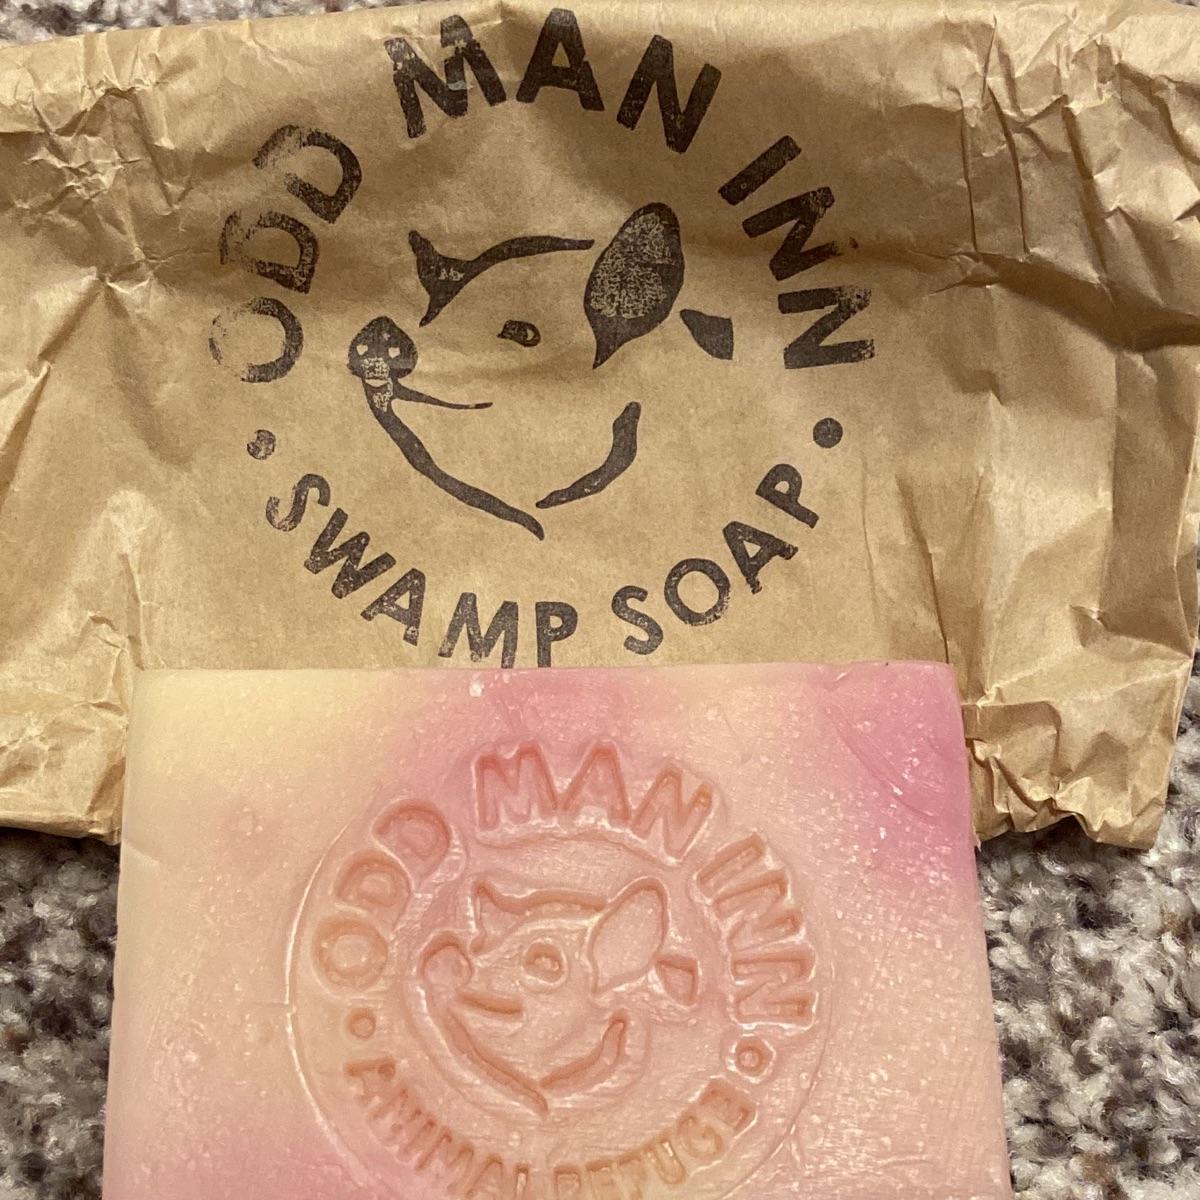 ODD MAN INN
• SWAMP SOAP •
ODD MAN INN
• ANIMAL REFUGE •